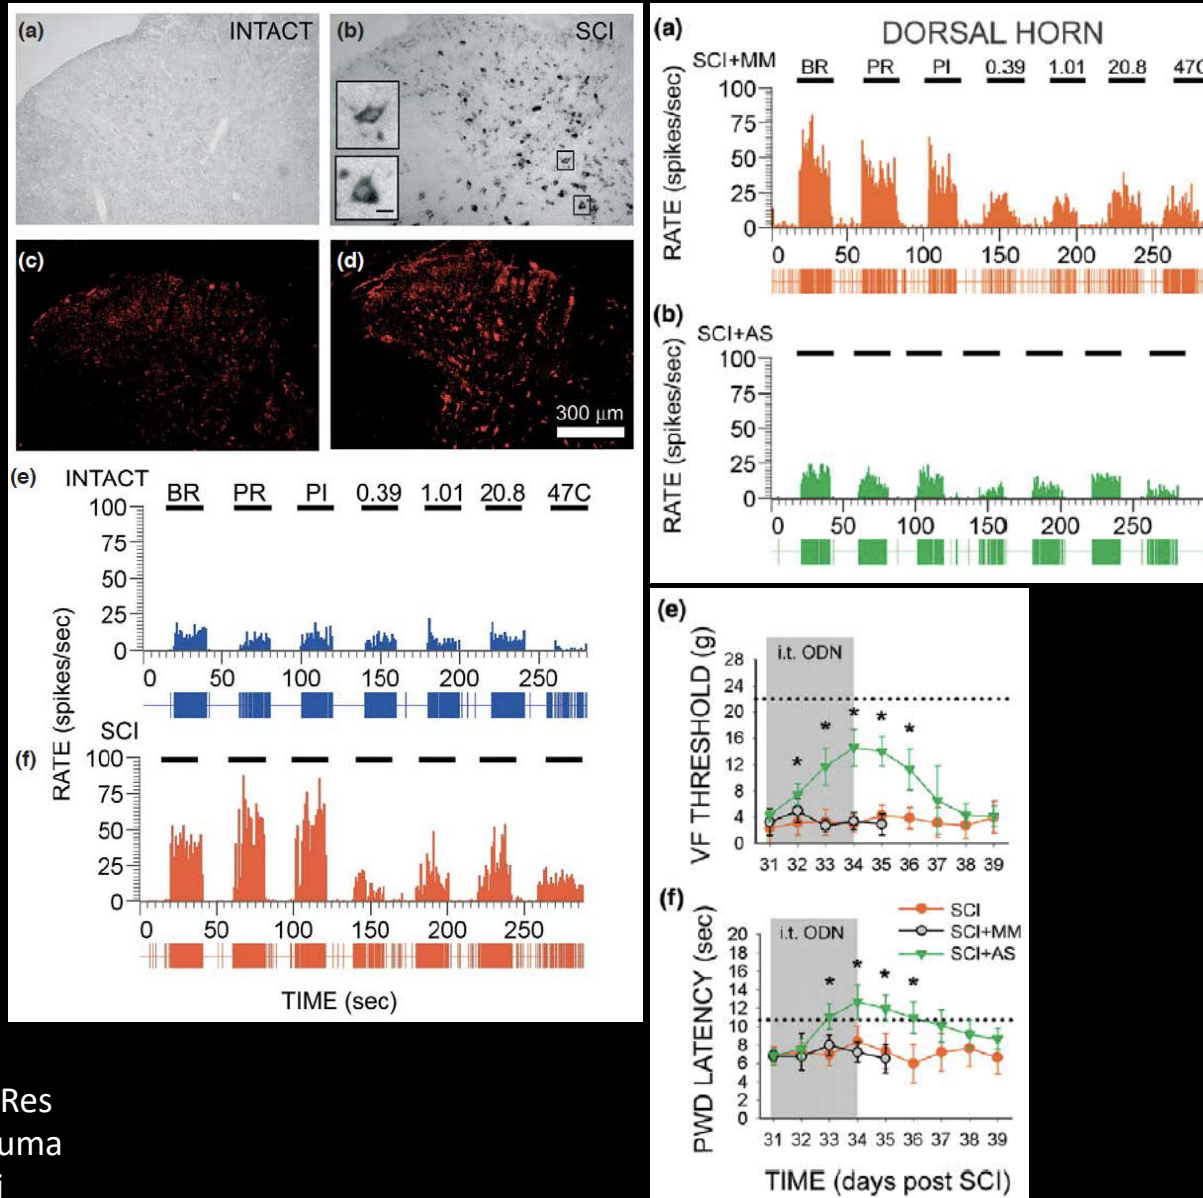 (a) INTACT
(b) SCI
(c)
(d)
300 μm
(e) INTACT
BR PR PI 0.39 1.01 20.8 47C
100
75
50
25
0
0 50 100 150 200 250
RATE (spikes/sec)
(f) SCI
100
75
50
25
0
0 50 100 150 200 250
TIME (sec)
(a) DORSAL HORN
SCI+MM
BR PR PI 0.39 1.01 20.8 47C
100
75
50
25
0
RATE (spikes/sec)
0 50 100 150 200 250
(b)
SCI+AS
100
75
50
25
0
RATE (spikes/sec)
0 50 100 150 200 250
(e)
i.t. ODN
VF THRESHOLD (g)
28
24
20
16
12
8
4
0
* * * * *
31 32 33 34 35 36 37 38 39
(f)
i.t. ODN
SCI
SCI+MM
SCI+AS
PWD LATENCY (sec)
20
18
16
14
12
10
8
6
4
2
0
* * * *
31 32 33 34 35 36 37 38 39
TIME (days post SCI)
Res
uma